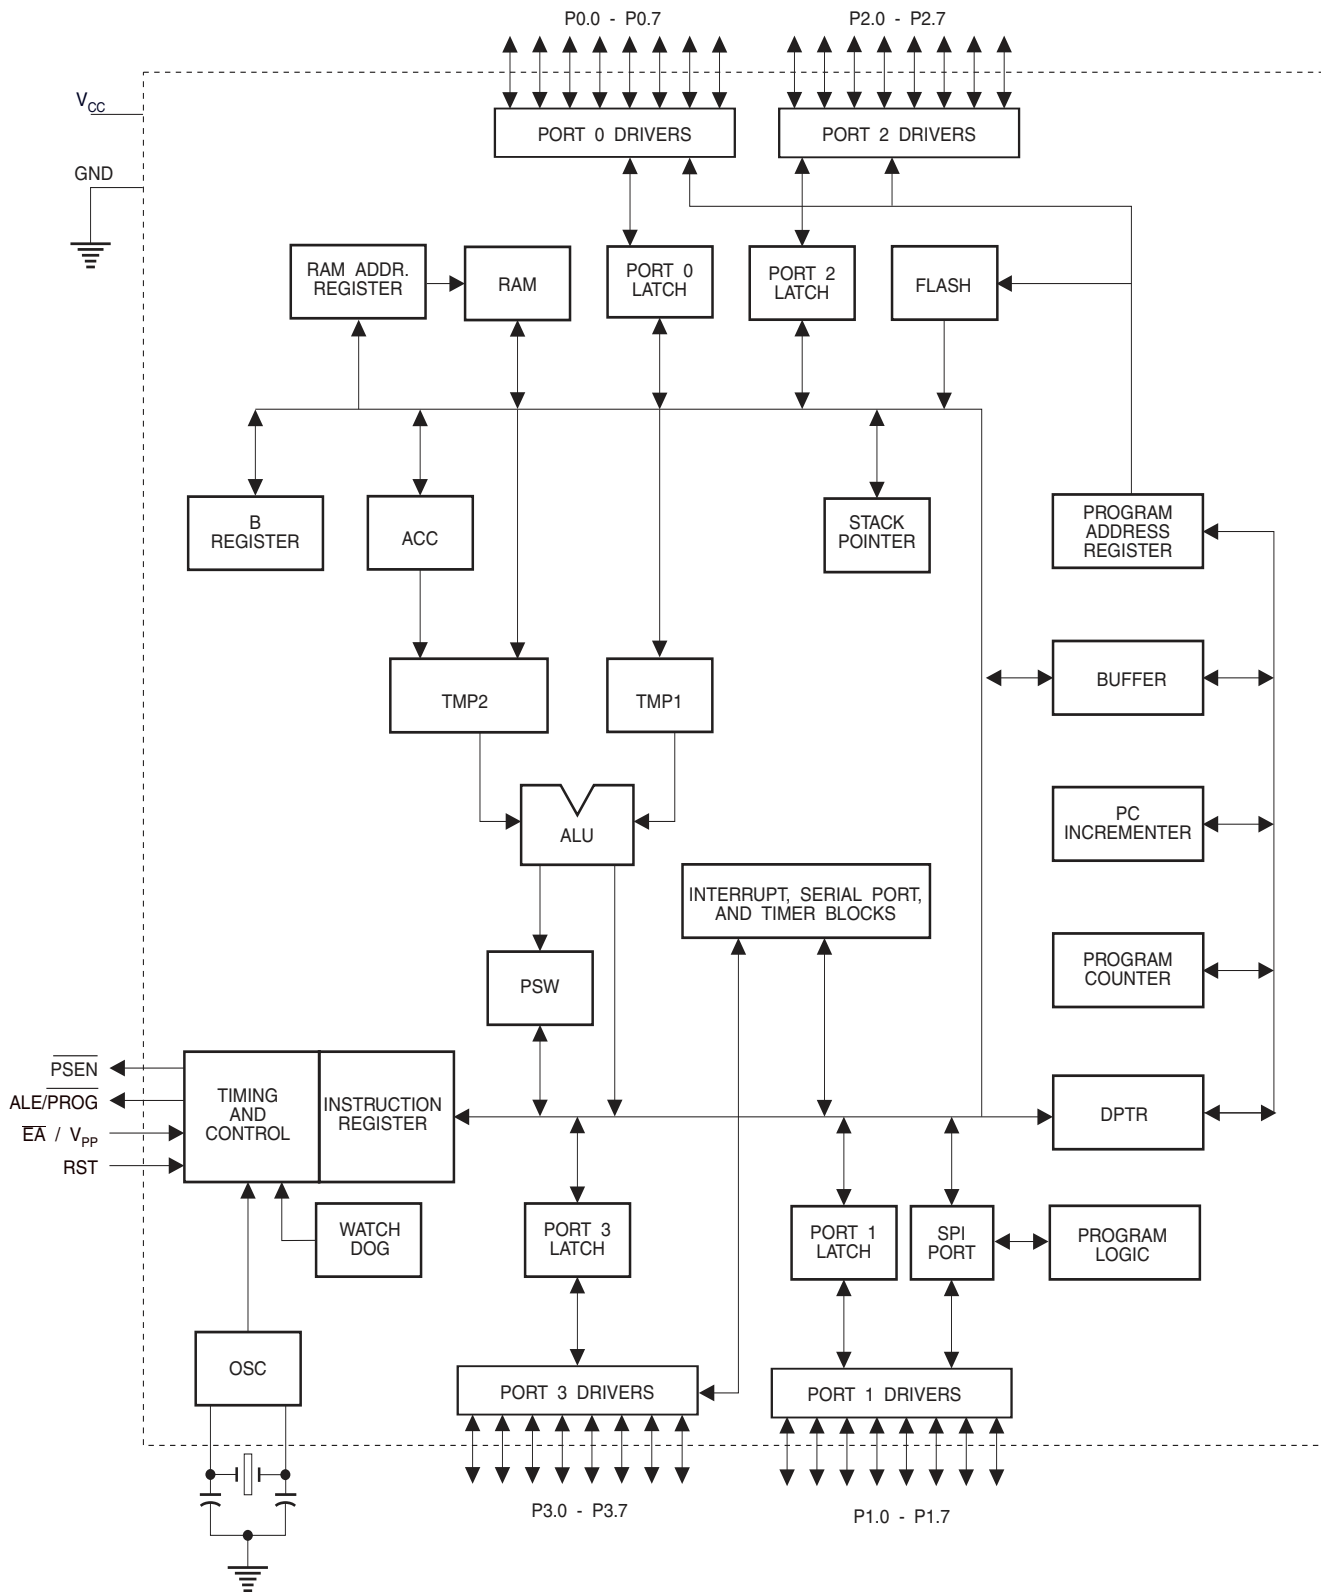 P0.0 - P0.7
P2.0 - P2.7
VCC
GND
PORT 0 DRIVERS
PORT 2 DRIVERS
RAM ADDR.
REGISTER
RAM
PORT 0
LATCH
PORT 2
LATCH
FLASH
B
REGISTER
ACC
STACK
POINTER
PROGRAM
ADDRESS
REGISTER
TMP2
TMP1
BUFFER
ALU
PC
INCREMENTER
INTERRUPT, SERIAL PORT,
AND TIMER BLOCKS
PSW
PROGRAM
COUNTER
PSEN
ALE/PROG
EA / VPP
RST
TIMING
AND
CONTROL
INSTRUCTION
REGISTER
DPTR
WATCH
DOG
PORT 3
LATCH
PORT 1
LATCH
SPI
PORT
PROGRAM
LOGIC
OSC
PORT 3 DRIVERS
PORT 1 DRIVERS
P3.0 - P3.7
P1.0 - P1.7